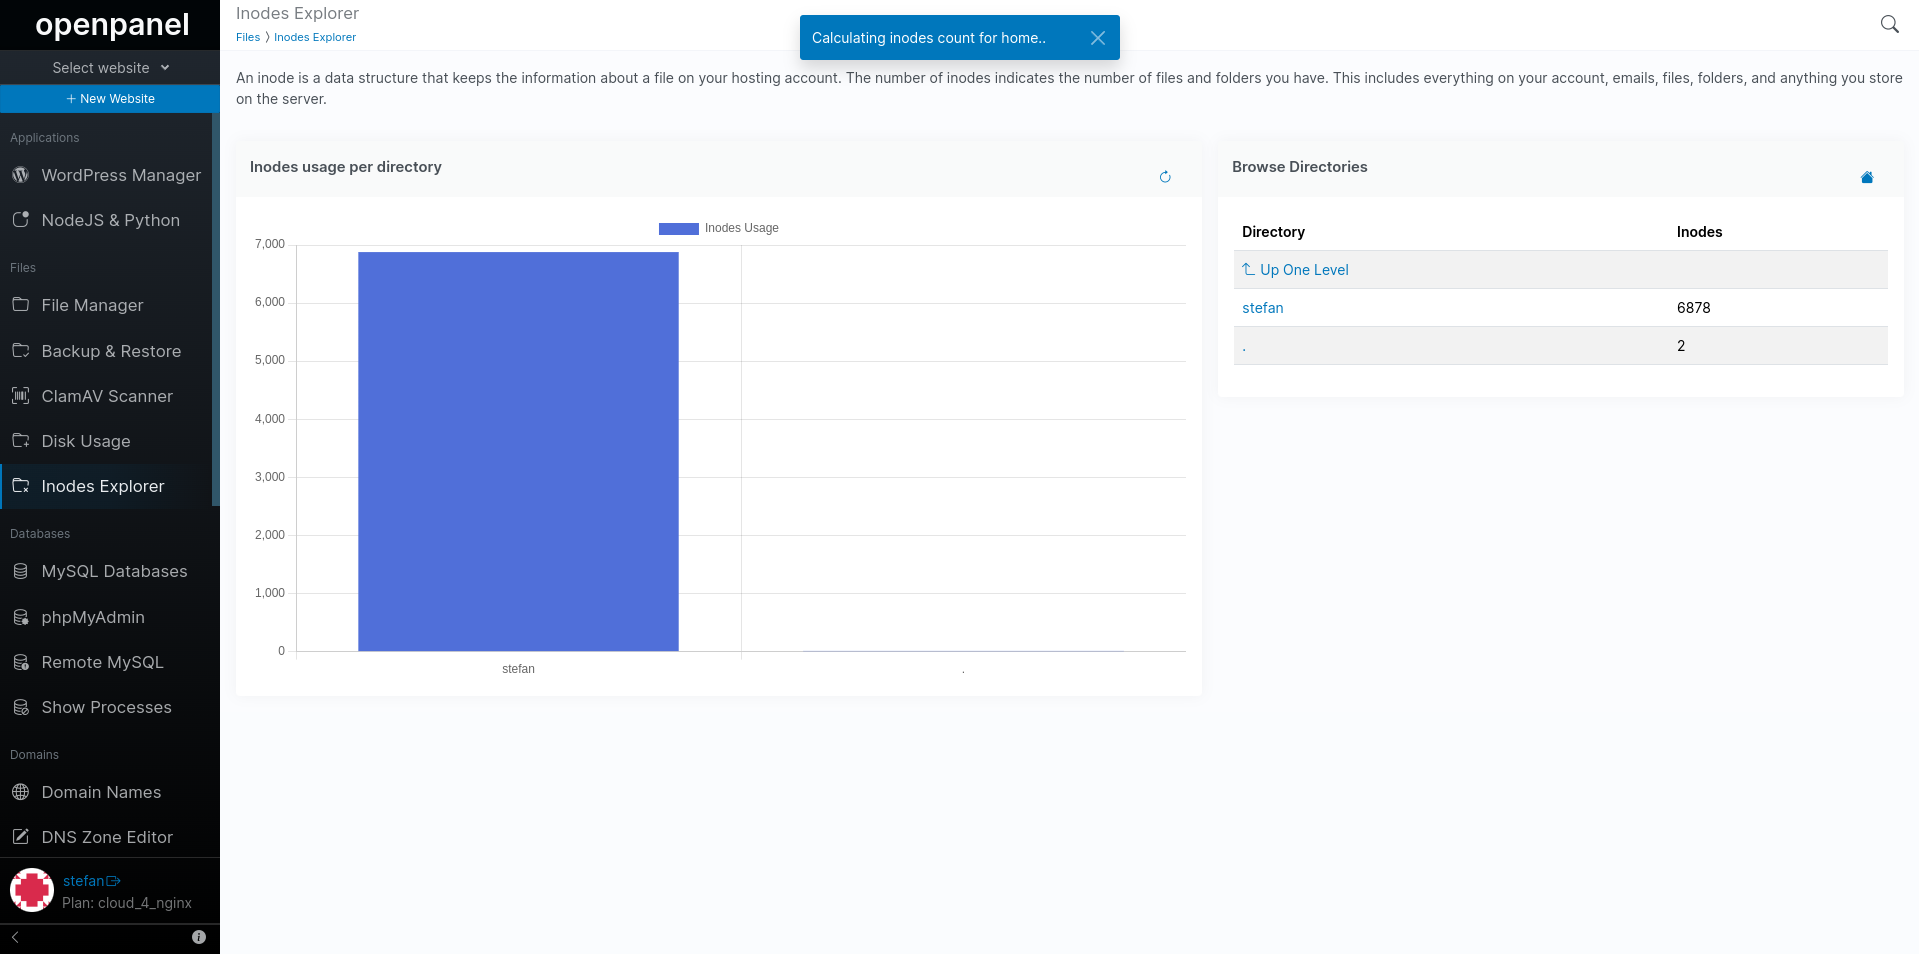 openpanel
Select website
+ New Website
Applications
WordPress Manager
NodeJS & Python
Files
File Manager
Backup & Restore
ClamAV Scanner
Disk Usage
Inodes Explorer
Databases
MySQL Databases
phpMyAdmin
Remote MySQL
Show Processes
Domains
Domain Names
DNS Zone Editor
stefan
Plan: cloud_4_nginx
Inodes Explorer
Files 〉 Inodes Explorer
Calculating inodes count for home..
An inode is a data structure that keeps the information about a file on your hosting account. The number of inodes indicates the number of files and folders you have. This includes everything on your account, emails, files, folders, and anything you store
on the server.
Inodes usage per directory
Inodes Usage
7,000
6,000
5,000
4,000
3,000
2,000
1,000
0
stefan .
Browse Directories
Directory Inodes
Up One Level
stefan 6878
. 2